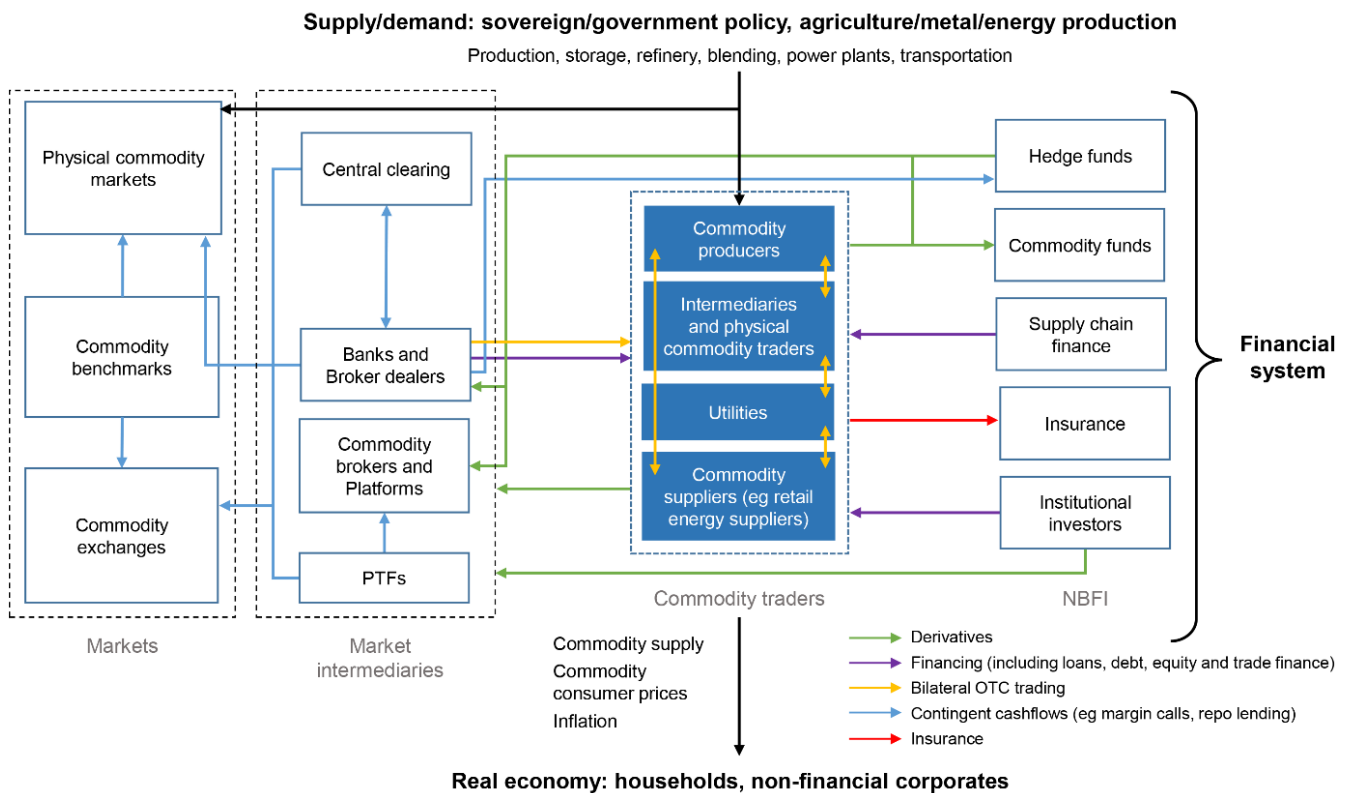 Supply/demand: sovereign/government policy, agriculture/metal/energy production
Production, storage, refinery, blending, power plants, transportation
Physical commodity
markets
Commodity
benchmarks
Commodity
exchanges
Markets
Central clearing
Banks and
Broker dealers
Commodity
brokers and
Platforms
PTFs
Market
intermediaries
Commodity
producers
Intermediaries
and physical
commodity traders
Utilities
Commodity
suppliers (eg retail
energy suppliers)
Commodity traders
Hedge funds
Commodity funds
Supply chain
finance
Insurance
Institutional
investors
NBFI
Financial
system
Commodity supply
Commodity
consumer prices
Inflation
Derivatives
Financing (including loans, debt, equity and trade finance)
Bilateral OTC trading
Contingent cashflows (eg margin calls, repo lending)
Insurance
Real economy: households, non-financial corporates